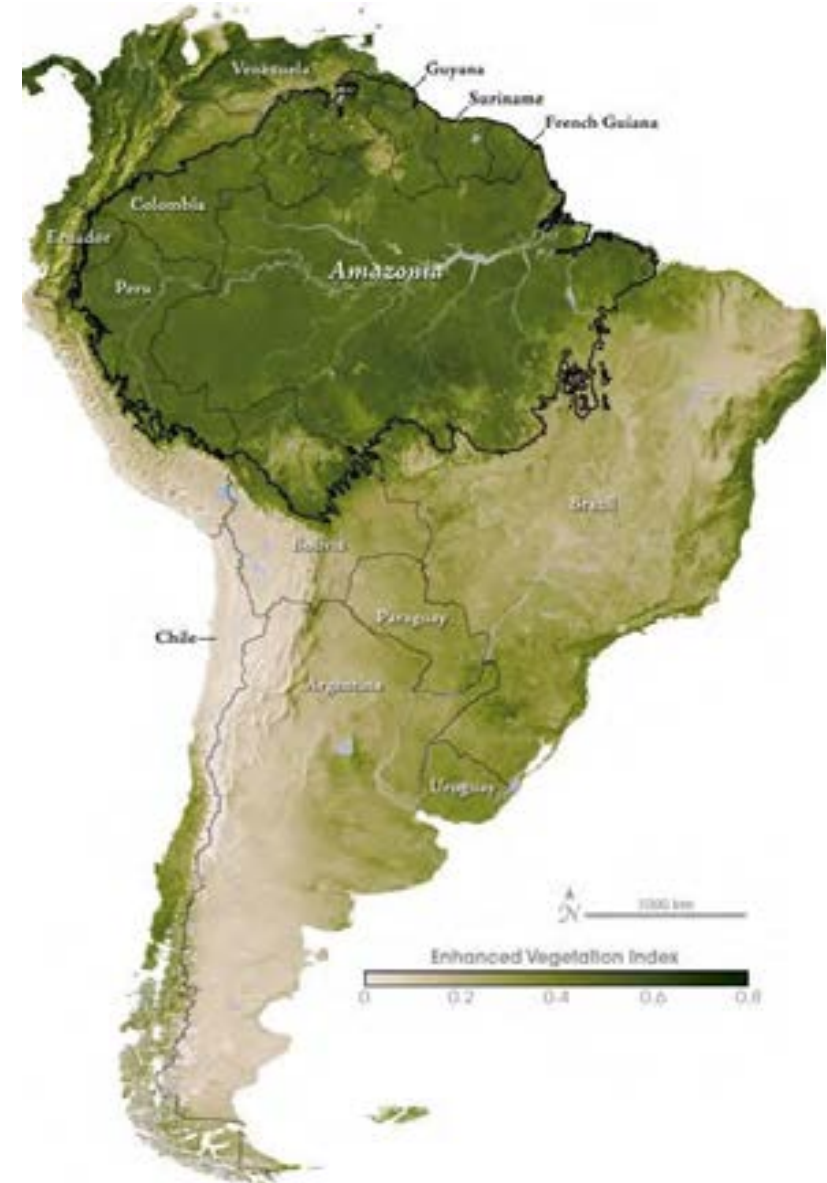 Venezuela
Guyana
Suriname
French Guiana
Colombia
Ecuador
Peru
Amazonia
Brazil
Bolivia
Paraguay
Chile
Argentina
Uruguay
N
1000 km
Enhanced Vegetation Index
0 0.2 0.4 0.6 0.8